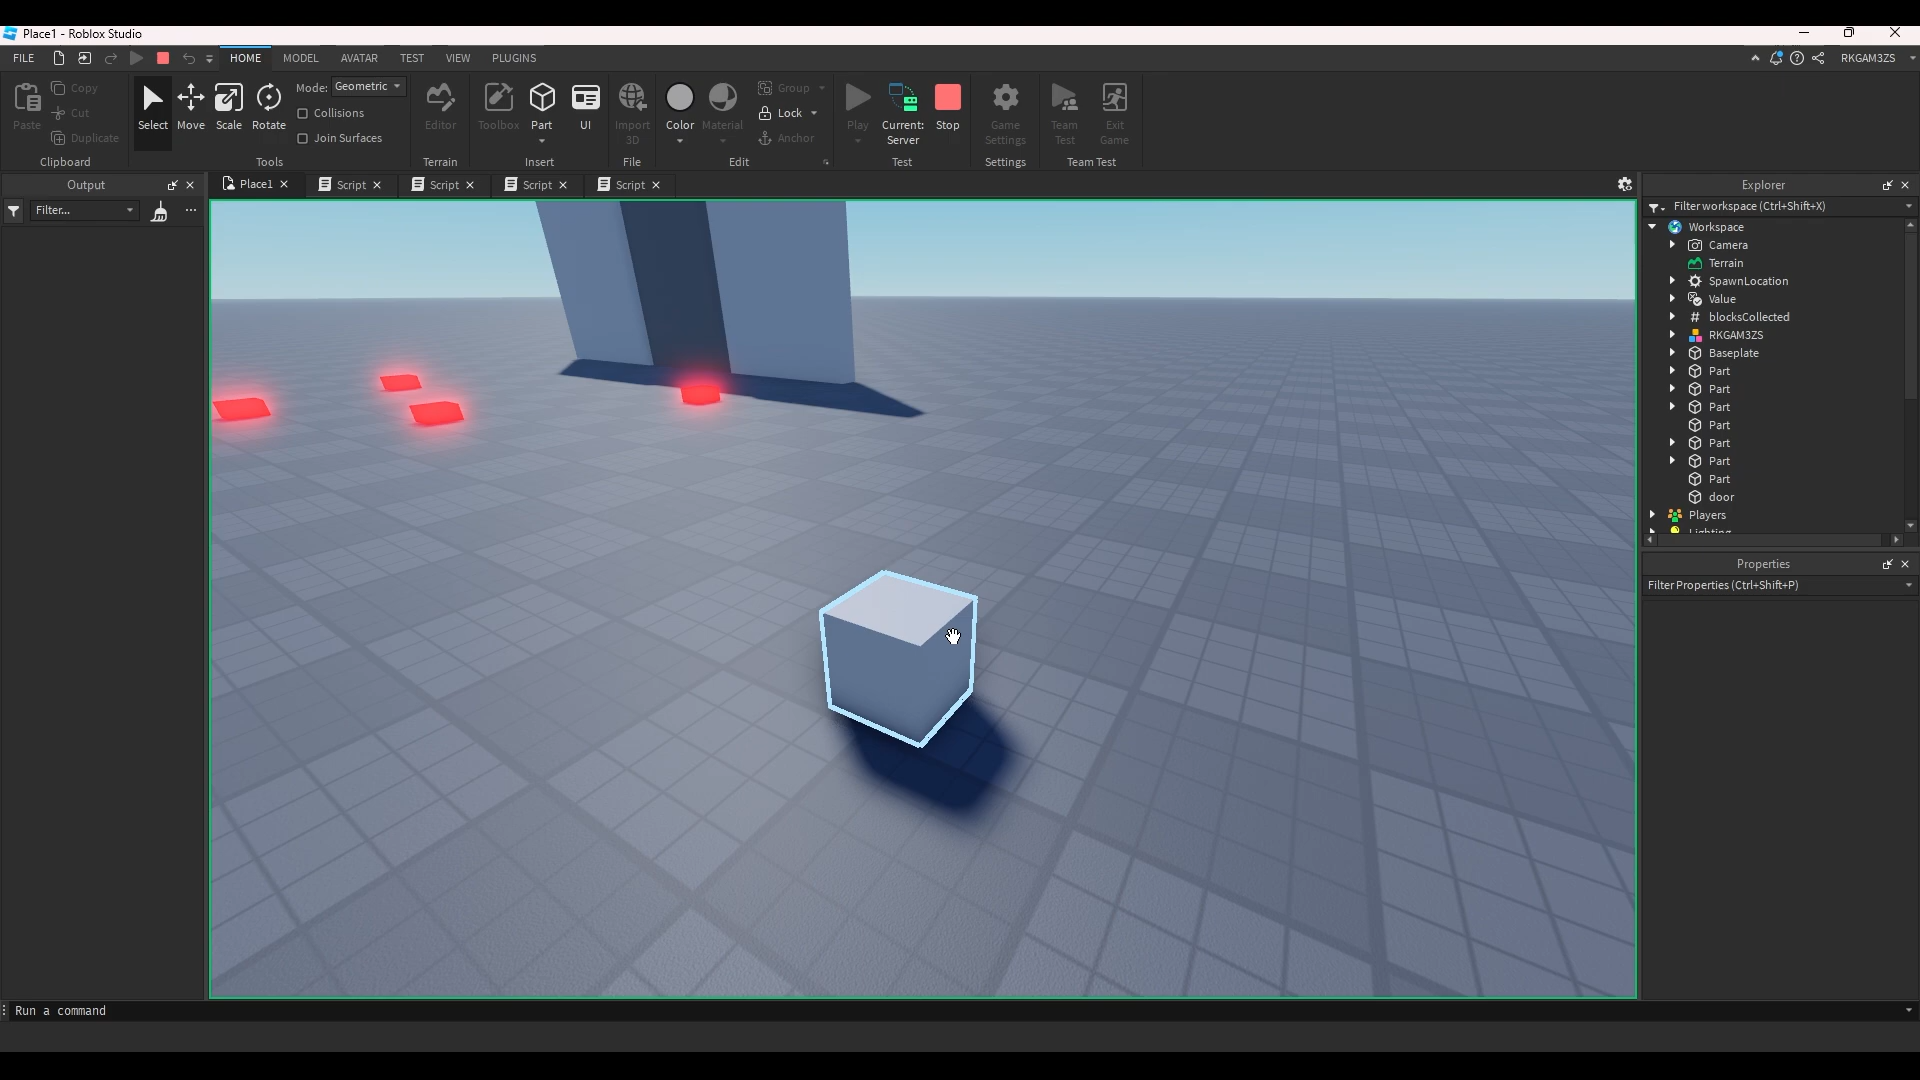 Place1 - Roblox Studio
FILE HOME MODEL AVATAR TEST VIEW PLUGINS RKGAM3ZS
Paste Copy Cut Duplicate Clipboard
Select Move Scale Rotate Mode: Geometric Collisions Join Surfaces Tools
Editor Terrain
Toolbox Part UI Insert
Import 3D File
Color Material Group Lock Anchor Edit
Play Current: Server Stop Test
Game Settings Settings
Team Test Exit Game Team Test
Output
Filter...
Place1 Script Script Script Script
Explorer
Filter workspace (Ctrl+Shift+X)
Workspace
Camera
Terrain
SpawnLocation
Value
blocksCollected
RKGAM3ZS
Baseplate
Part
Part
Part
Part
Part
Part
Part
door
Players
Lighting
Properties
Filter Properties (Ctrl+Shift+P)
Run a command